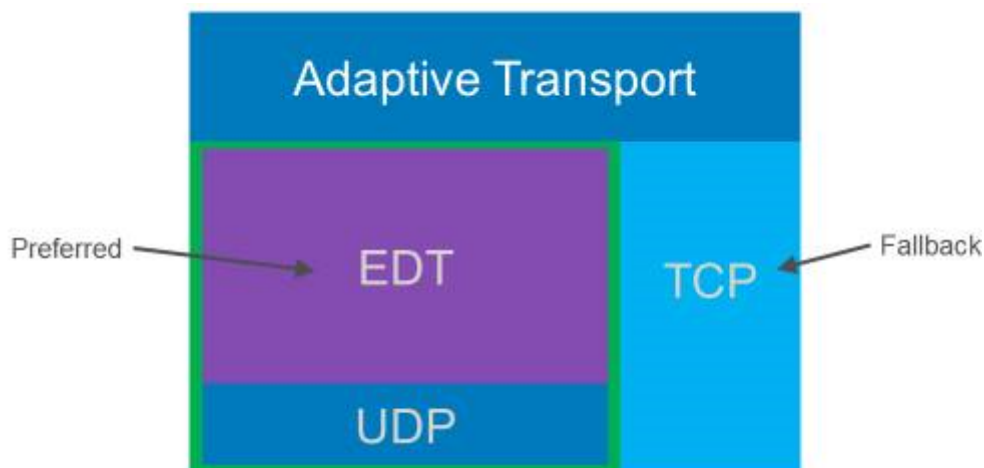 Adaptive Transport
Preferred
EDT
TCP
Fallback
UDP